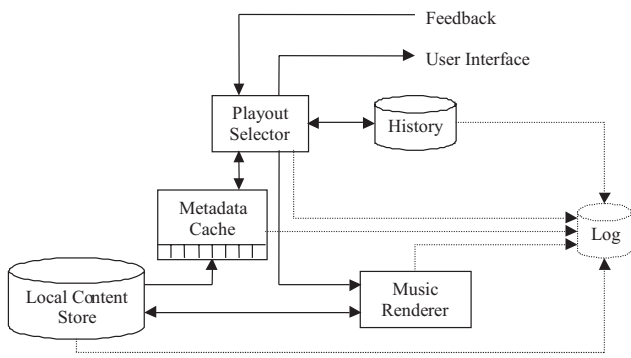 Feedback
User Interface
Playout
Selector
History
Metadata
Cache
Log
Local Content
Store
Music
Renderer